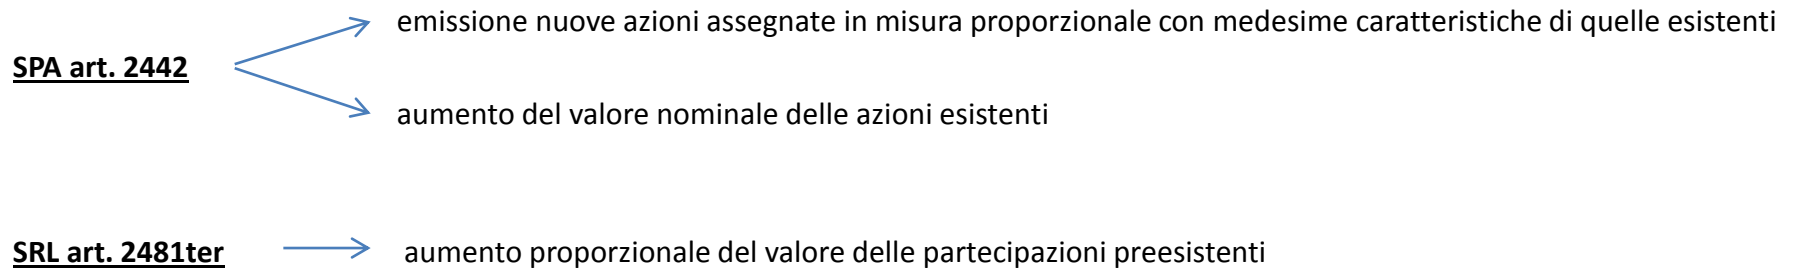 emissione nuove azioni assegnate in misura proporzionale con medesime caratteristiche di quelle esistenti
SPA art. 2442
aumento del valore nominale delle azioni esistenti
SRL art. 2481ter aumento proporzionale del valore delle partecipazioni preesistenti